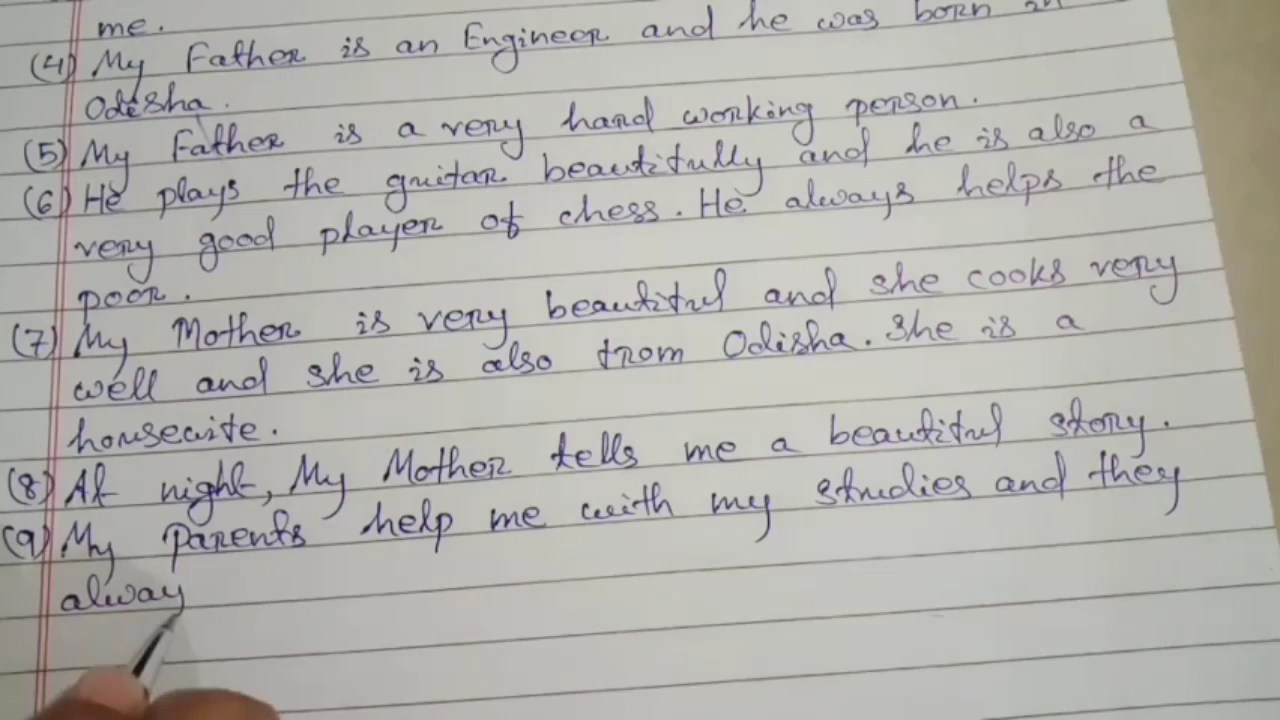 me.
(4) My Father is an Engineer and he was born in
Odisha.
(5) My Father is a very hard working person.
(6) He plays the guitar beautifully and he is also a
very good player of chess. He always helps the
poor.
(7) My Mother is very beautiful and she cooks very
well and she is also from Odisha. She is a
housewife.
(8) At night, My Mother tells me a beautiful story.
(9) My parents help me with my studies and they
alway